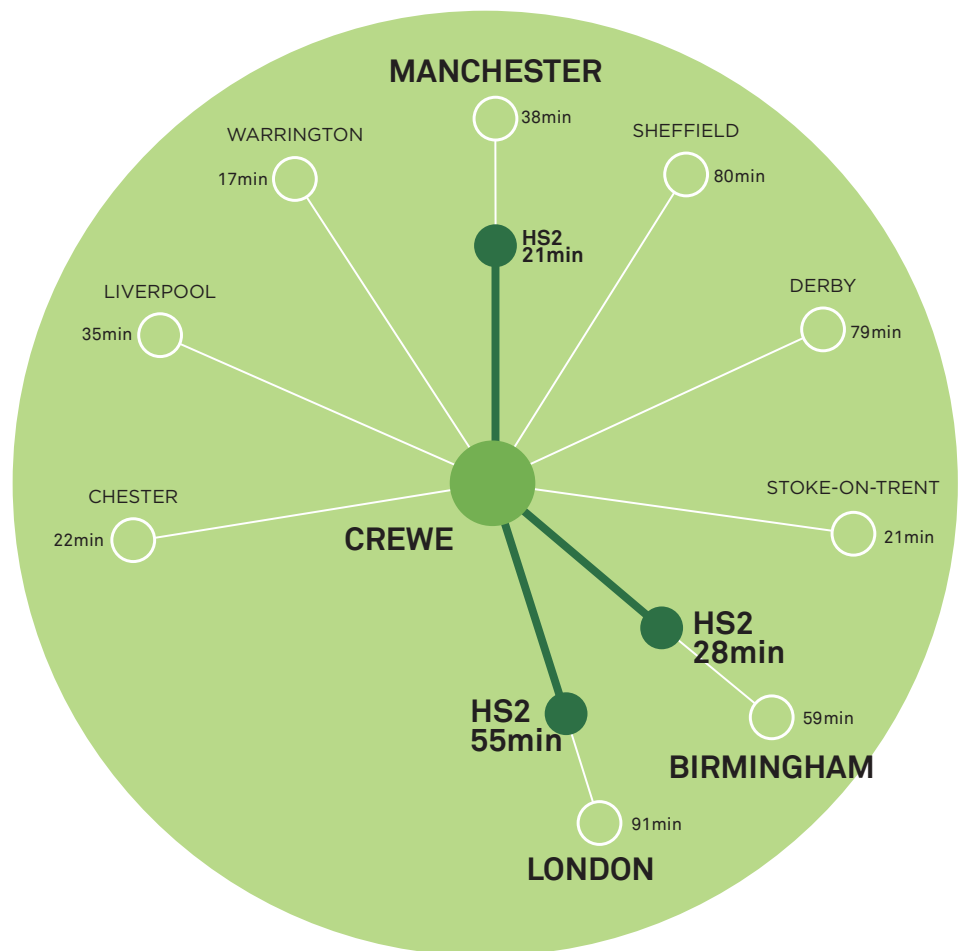 MANCHESTER
38min
WARRINGTON
17min
SHEFFIELD
80min
HS2
21min
LIVERPOOL
35min
DERBY
79min
CHESTER
22min
CREWE
STOKE-ON-TRENT
21min
HS2
28min
59min
BIRMINGHAM
HS2
55min
91min
LONDON